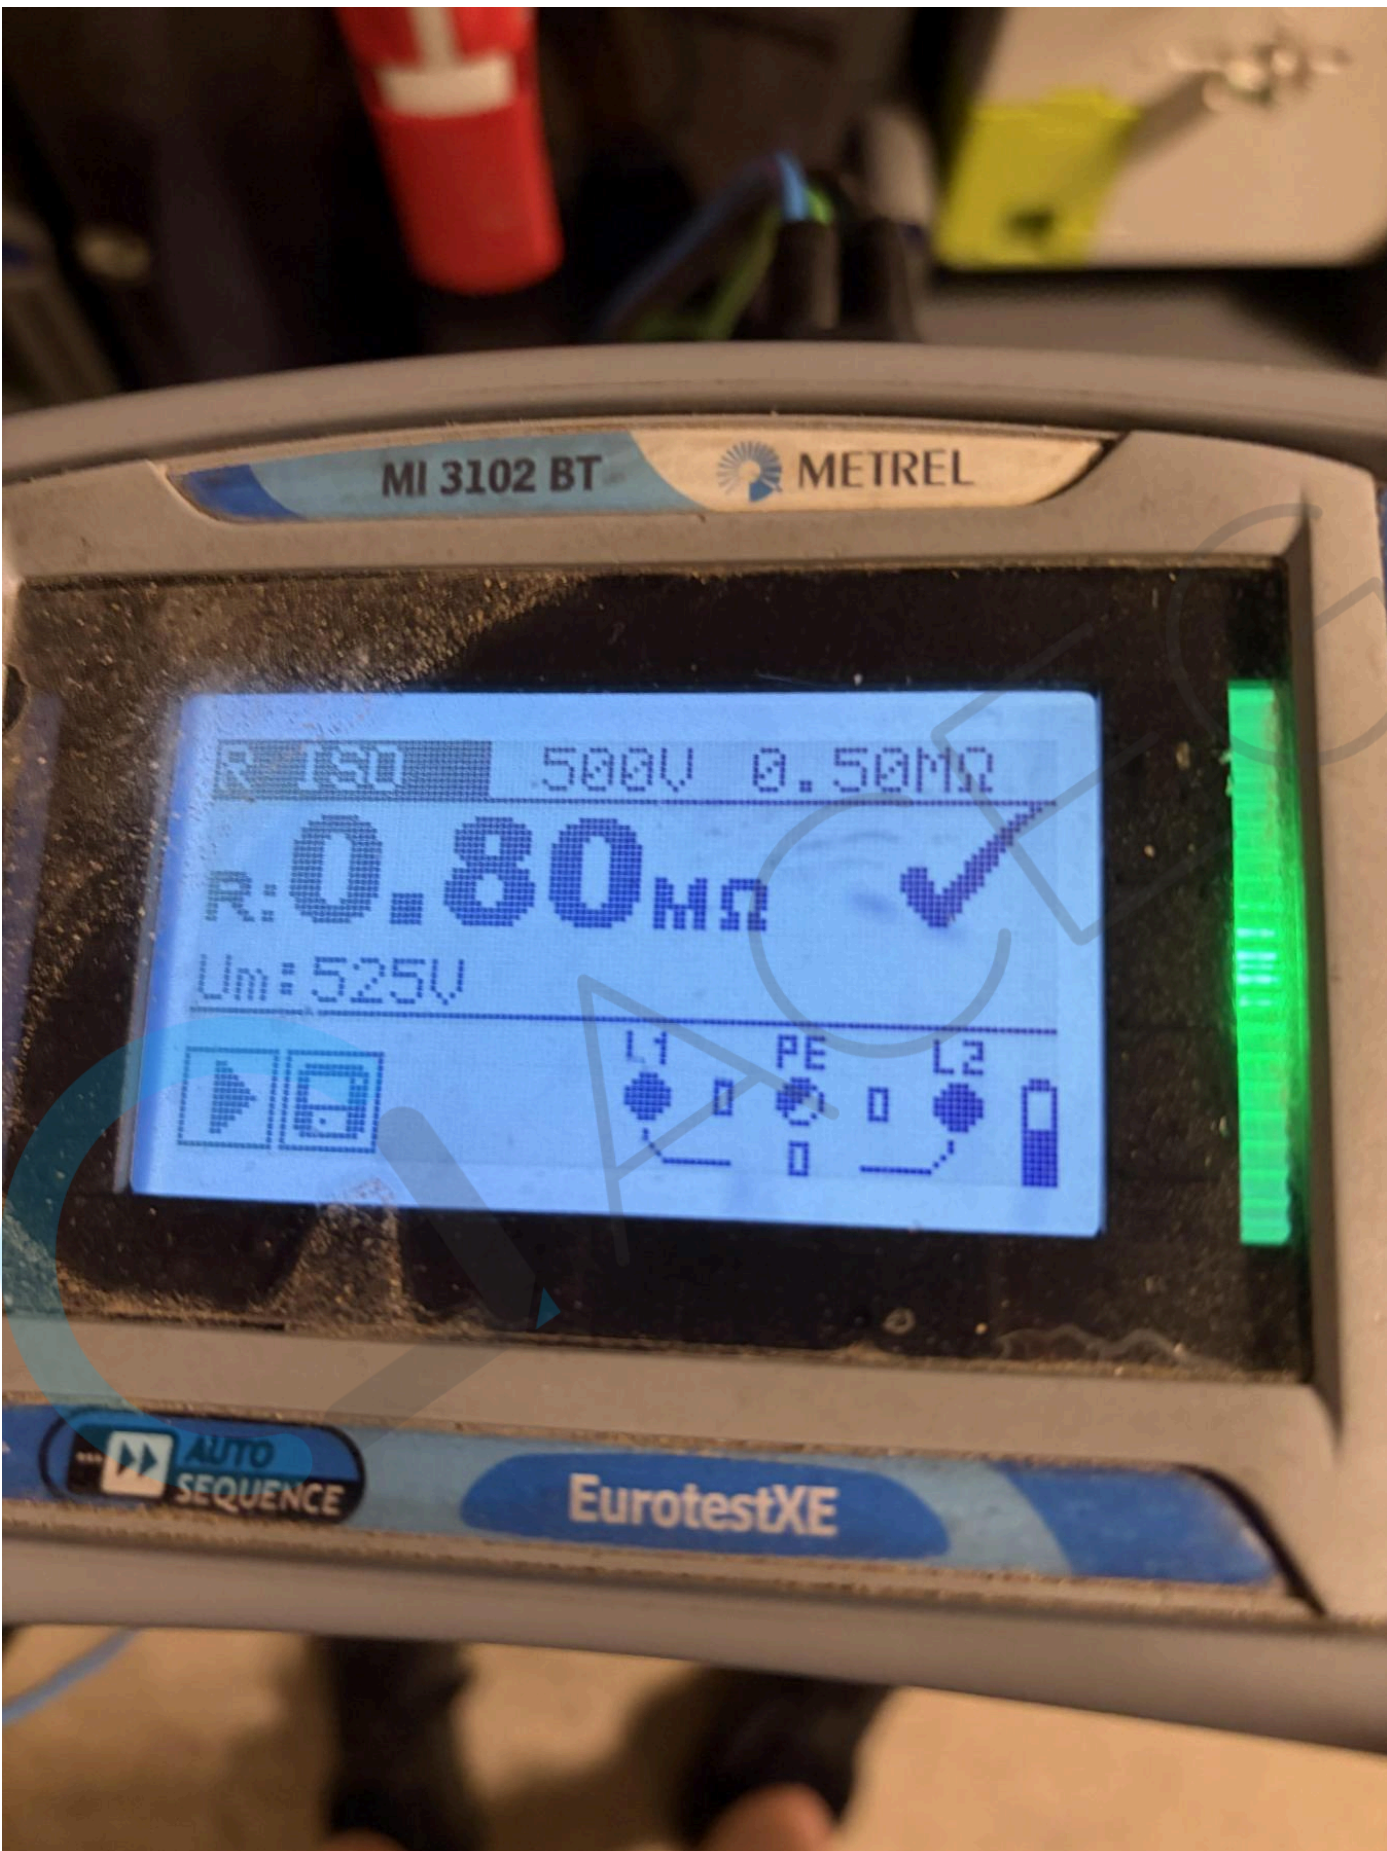 MI 3102 BT METREL
R ISO 500V 0.50MΩ
R:0.80MΩ
Um:525V
L1 PE L2
AUTO
SEQUENCE
EurotestXE